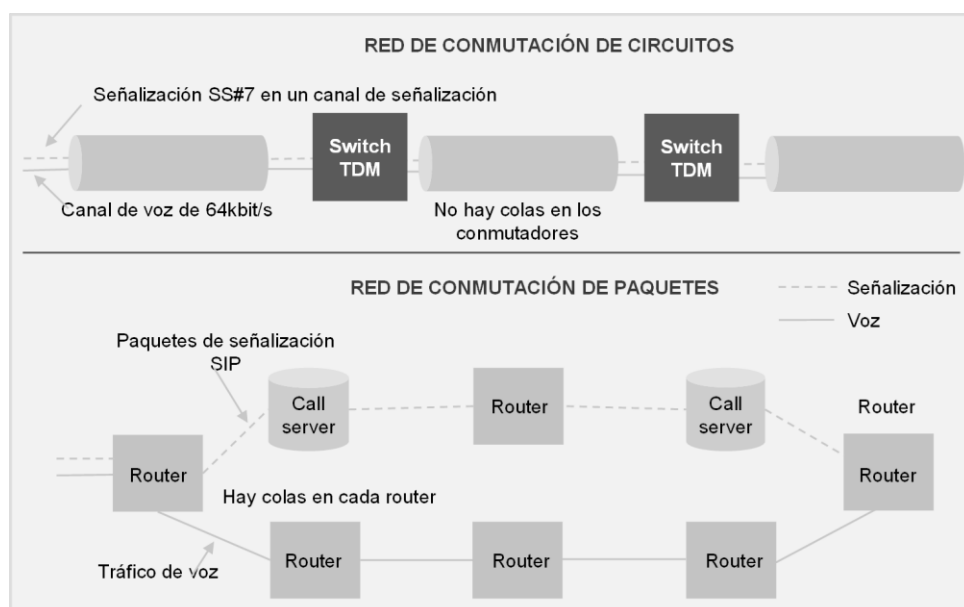 RED DE CONMUTACIÓN DE CIRCUITOS
Señalización SS#7 en un canal de señalización
Switch
TDM
Switch
TDM
Canal de voz de 64kbit/s
No hay colas en los
conmutadores
RED DE CONMUTACIÓN DE PAQUETES
Señalización
Voz
Paquetes de señalización
SIP
Call
server
Router
Call
server
Router
Router
Router
Hay colas en cada router
Tráfico de voz
Router
Router
Router